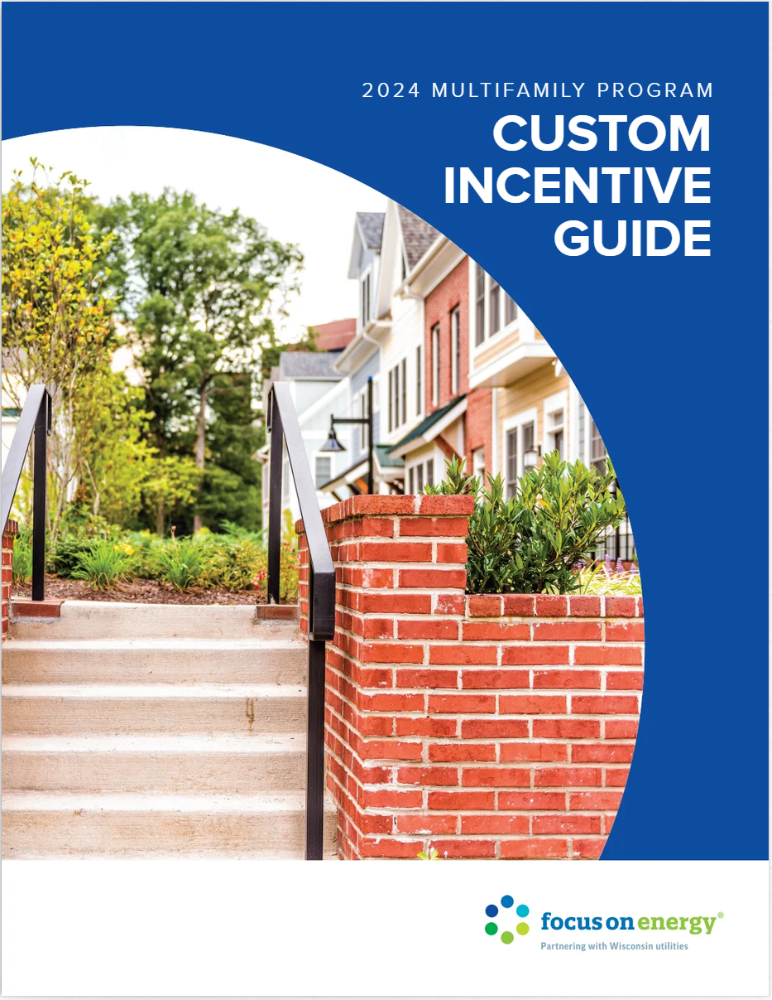 2024 MULTIFAMILY PROGRAM
CUSTOM
INCENTIVE
GUIDE
focus on energy®
Partnering with Wisconsin utilities